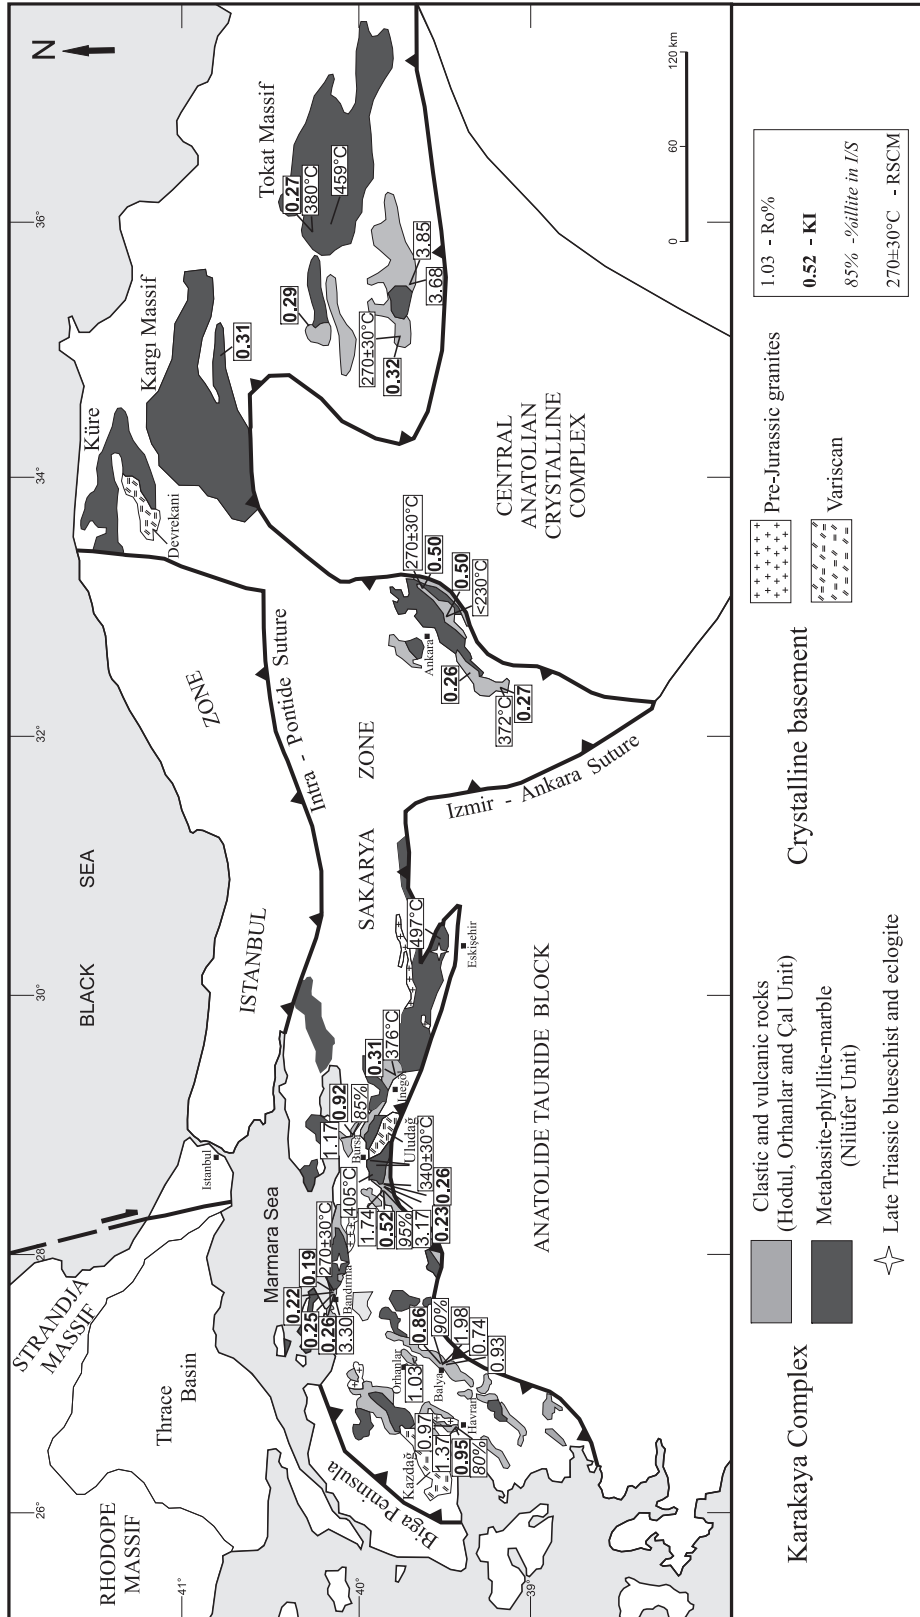 N
36°
34°
32°
30°
28°
26°
41°
40°
39°
0
60
120 km
BLACK SEA
Marmara Sea
RHODOPE
MASSIF
STRANDJA
MASSIF
Thrace
Basin
Istanbul
ISTANBUL
ZONE
Intra - Pontide Suture
SAKARYA
ZONE
Izmir - Ankara Suture
ANATOLIDE TAURIDE BLOCK
CENTRAL
ANATOLIAN
CRYSTALLINE
COMPLEX
Biga Peninsula
Küre
Devrekani
Kargı Massif
0.31
Tokat Massif
0.27
380°C
459°C
0.29
270±30°C
0.32
3.68
3.85
Ankara
270±30°C
0.50
0.50
<230°C
0.26
372°C
0.27
497°C
Eskişehir
0.31
376°C
İnegöl
1.17
0.92
85%
Bursa
Uludağ
340±30°C
405°C
1.74
0.52
95%
3.17
0.23
0.26
0.22
0.19
0.25
270±30°C
0.26
3.30
Bandırma
Orhanlar
1.03
0.86
90%
1.98
0.74
0.93
Balya
Havran
Kazdağ
0.97
1.37
0.95
80%
1.03 - Ro%
0.52 - KI
85% -%illite in I/S
270±30°C - RSCM
Karakaya Complex
Clastic and vulcanic rocks
(Hodul, Orhanlar and Çal Unit)
Metabasite-phyllite-marble
(Nilüfer Unit)
Late Triassic blueschist and eclogite
Crystalline basement
Pre-Jurassic granites
Variscan